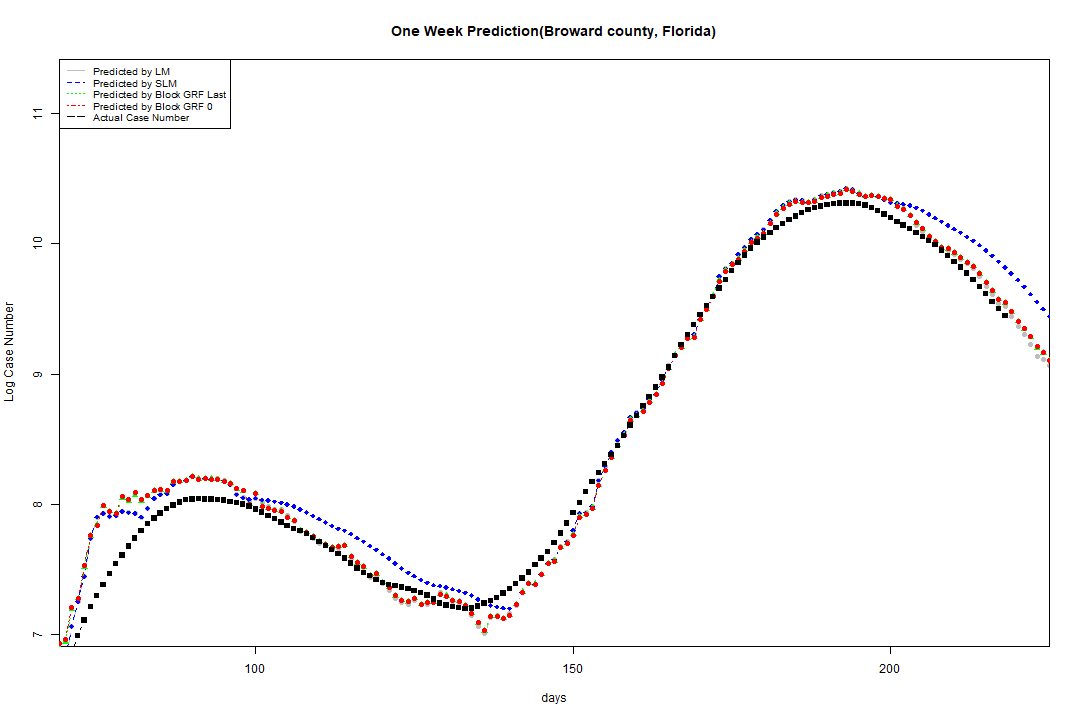 One Week Prediction(Broward county, Florida)
Predicted by LM
Predicted by SLM
Predicted by Block GRF Last
Predicted by Block GRF 0
Actual Case Number
11
10
9
8
7
Log Case Number
100
150
200
days